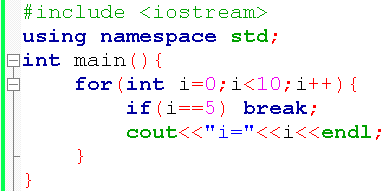 #include <iostream>
using namespace std;
int main(){
for(int i=0;i<10;i++){
if(i==5) break;
cout<<"i="<<i<<endl;
}
}